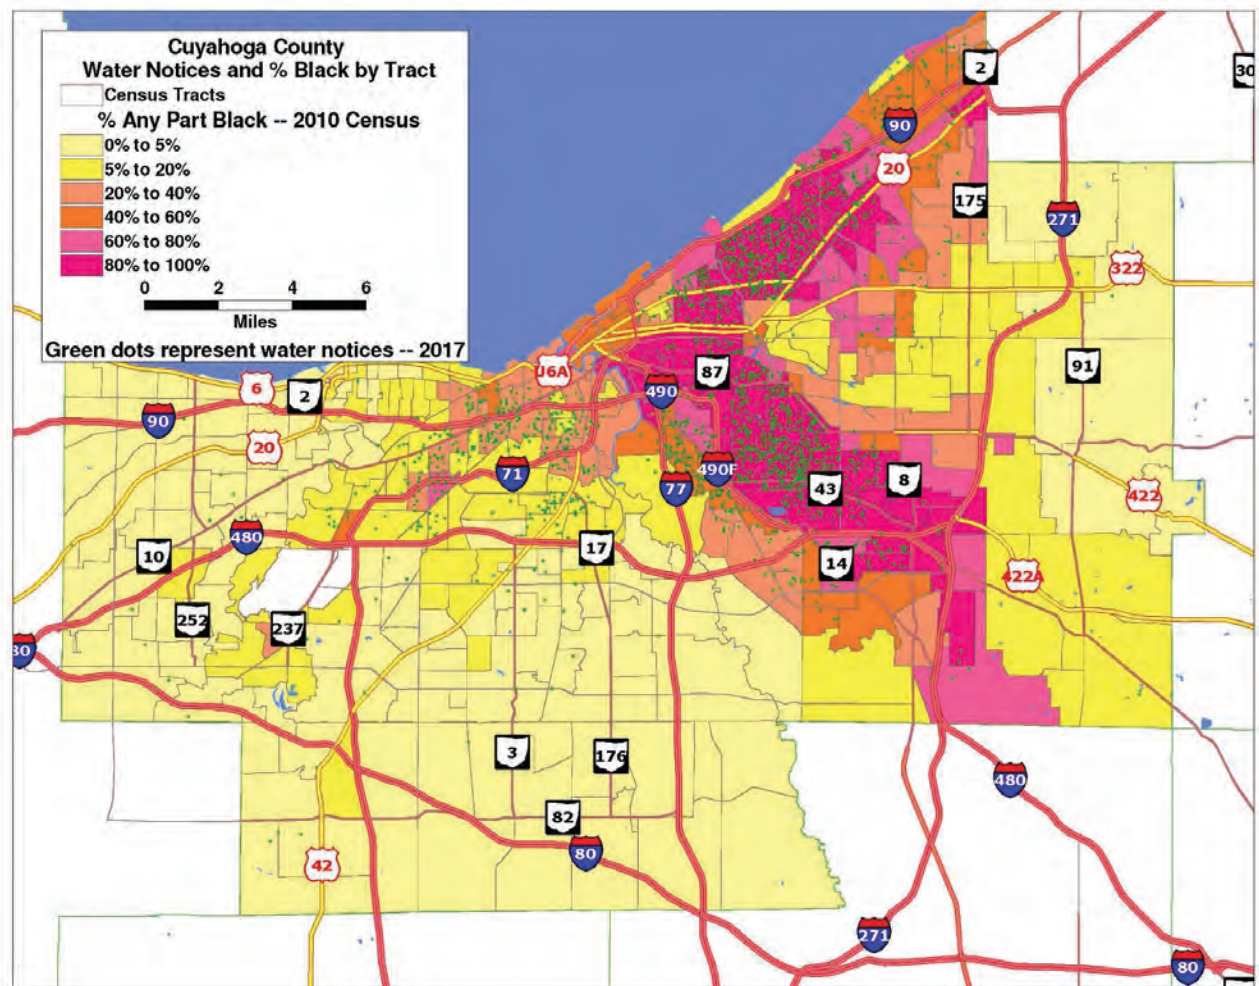 Cuyahoga County
Water Notices and % Black by Tract
Census Tracts
% Any Part Black -- 2010 Census
0% to 5%
5% to 20%
20% to 40%
40% to 60%
60% to 80%
80% to 100%
0 2 4 6
Miles
Green dots represent water notices -- 2017
2
30
90
20
175
271
322
J6A
87
91
6
2
490
90
20
71
490F
77
43
8
422
480
10
17
14
422A
252
237
80
3
176
480
82
80
42
271
80